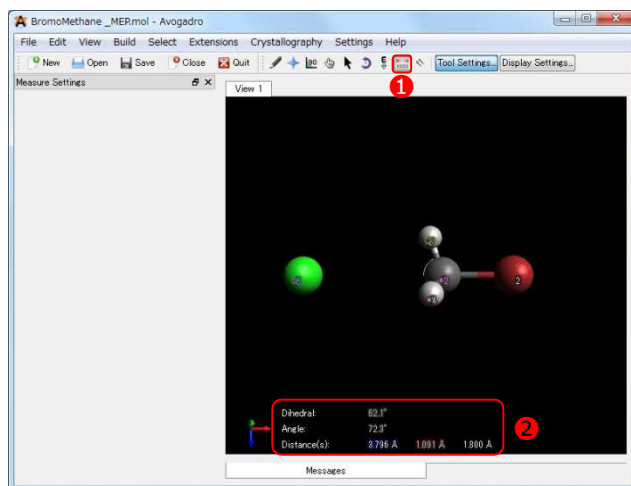 BromoMethane _MEP.mol - Avogadro
File Edit View Build Select Extensions Crystallography Settings Help
New Open Save Close Quit Tool Settings... Display Settings...
1
Measure Settings
View 1
2
Dihedral: 62.1°
Angle: 72.3°
2
Distance(s): 3.796 Å 1.091 Å 1.800 Å
Messages